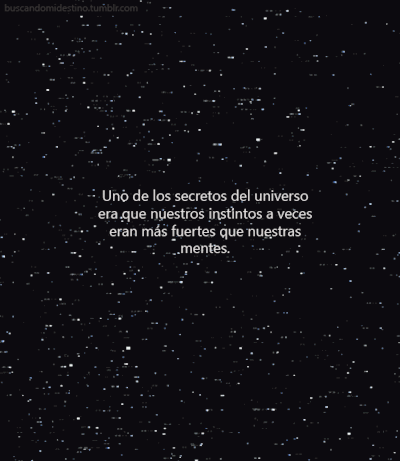 buscandomidestino.tumblr.com
Uno de los secretos del universo
era que nuestros instintos a veces
eran más fuertes que nuestras
mentes.